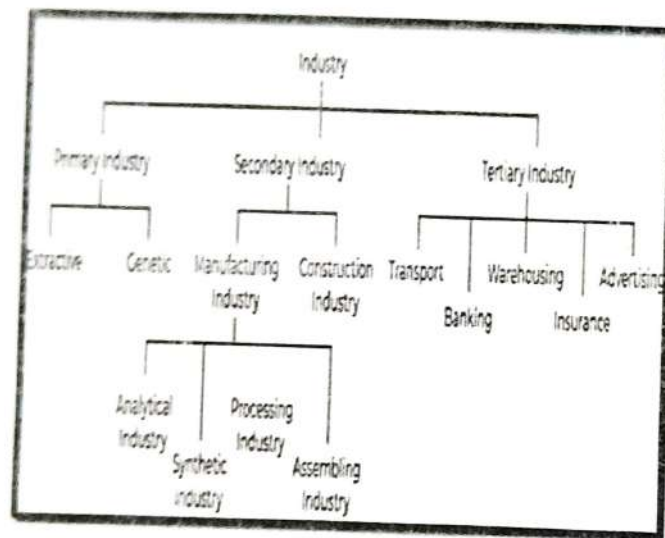 Industry
Primary Industry Secondary Industry Tertiary Industry
Extractive Genetic Manufacturing Industry Construction Industry Transport Banking Warehousing Insurance Advertising
Analytical Industry Synthetic Industry Processing Industry Assembling Industry